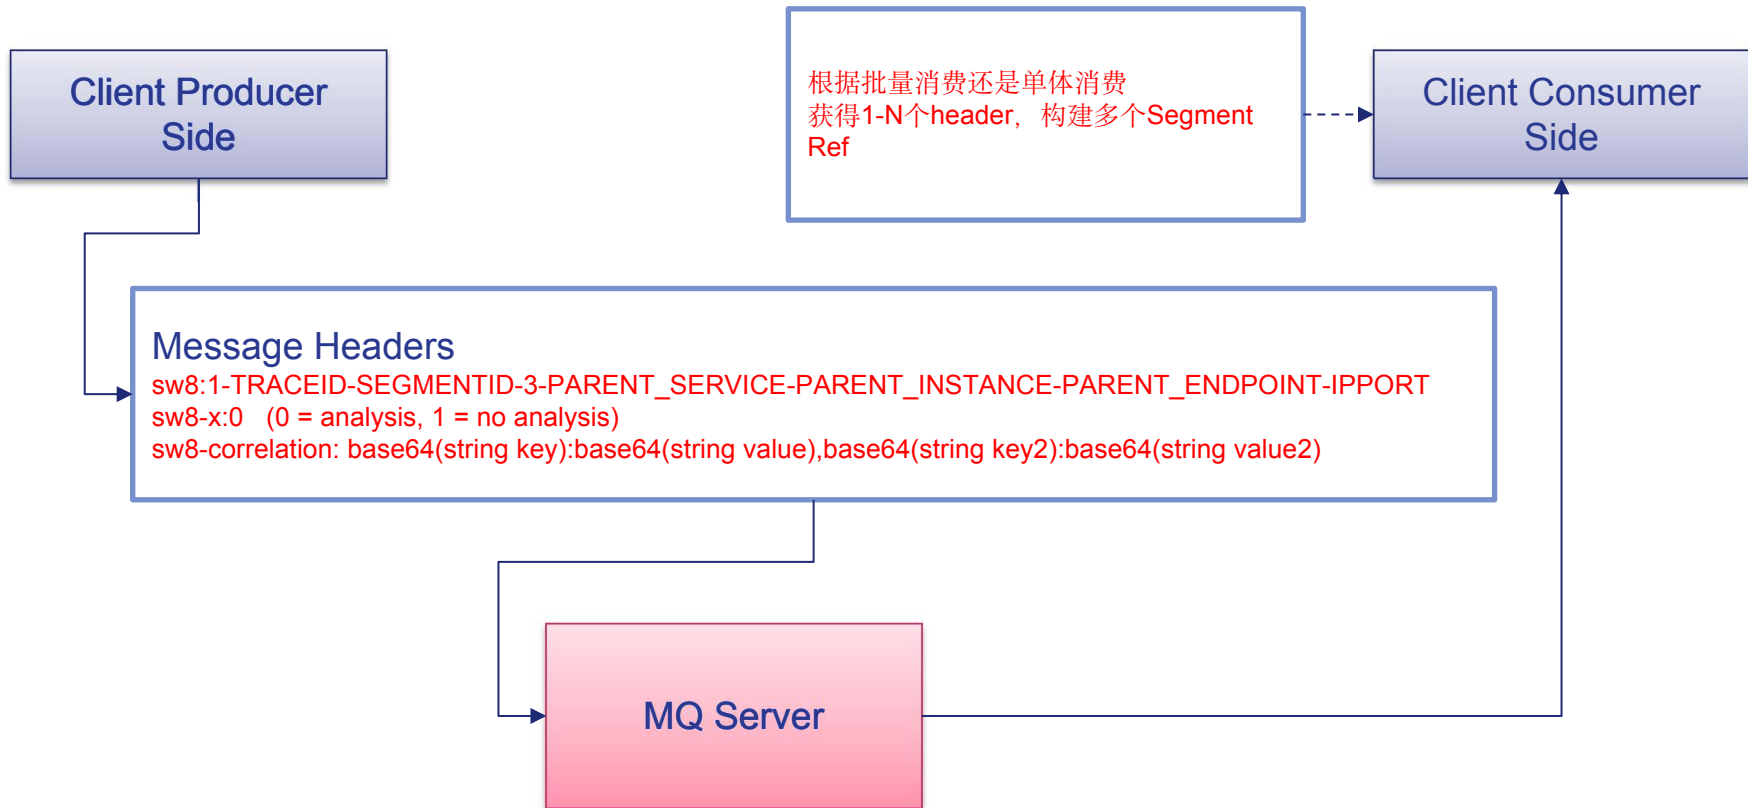 Client Producer
Side
根据批量消费还是单体消费
获得1-N个header，构建多个Segment
Ref
Client Consumer
Side
Message Headers
sw8:1-TRACEID-SEGMENTID-3-PARENT_SERVICE-PARENT_INSTANCE-PARENT_ENDPOINT-IPPORT
sw8-x:0 (0 = analysis, 1 = no analysis)
sw8-correlation: base64(string key):base64(string value),base64(string key2):base64(string value2)
MQ Server